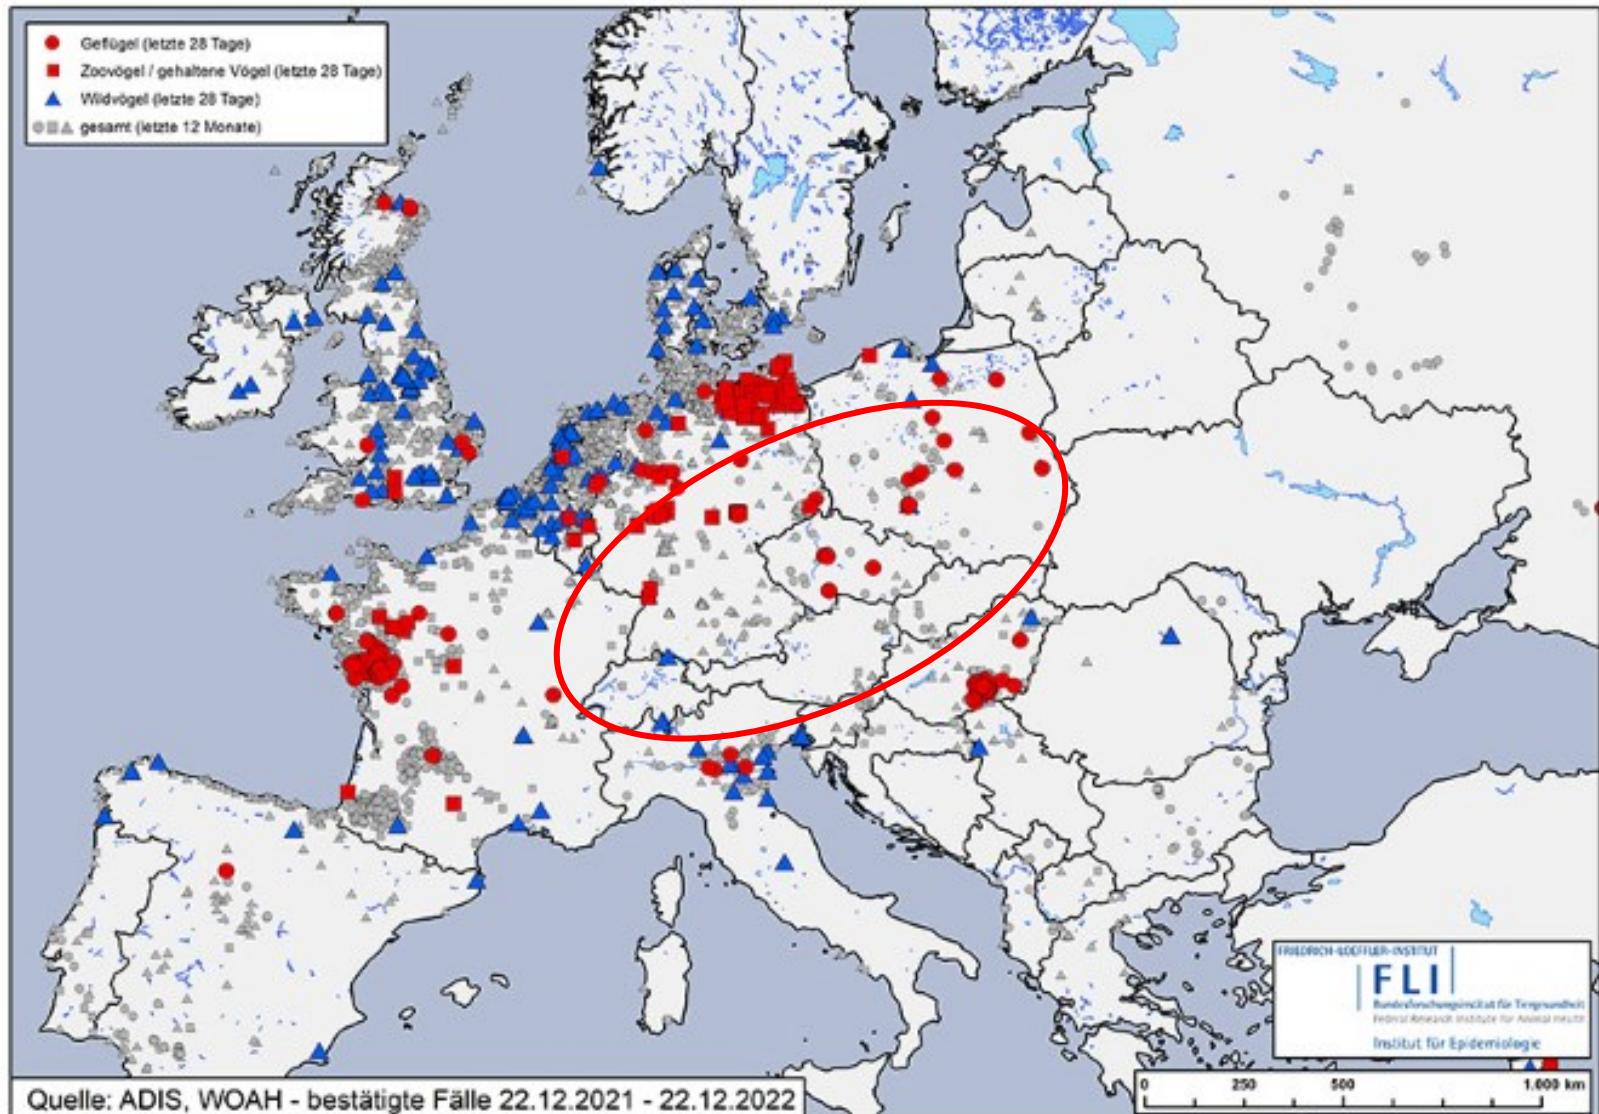 Geflügel (letzte 28 Tage)
Zoovögel / gehaltene Vögel (letzte 28 Tage)
Wildvögel (letzte 28 Tage)
gesamt (letzte 12 Monate)
FRIEDRICH-LOEFFLER-INSTITUT
FLI
Bundesforschungsinstitut für Tiergesundheit
Federal Research Institute for Animal Health
Institut für Epidemiologie
0 250 500 1.000 km
Quelle: ADIS, WOAH - bestätigte Fälle 22.12.2021 - 22.12.2022